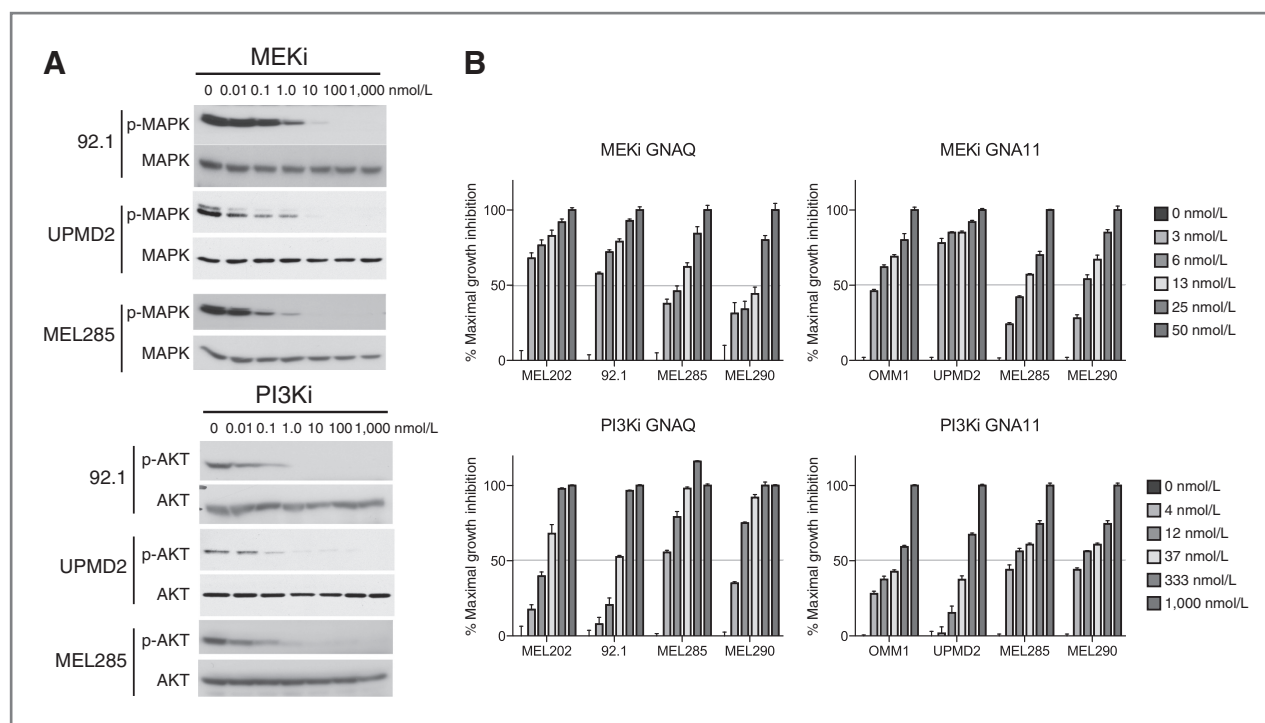 A
MEKi
0 0.01 0.1 1.0 10 100 1,000 nmol/L
92.1
p-MAPK
MAPK
UPMD2
p-MAPK
MAPK
MEL285
p-MAPK
MAPK
PI3Ki
0 0.01 0.1 1.0 10 100 1,000 nmol/L
92.1
p-AKT
AKT
UPMD2
p-AKT
AKT
MEL285
p-AKT
AKT
B
MEKi GNAQ
% Maximal growth inhibition
100
50
0
MEL202 92.1 MEL285 MEL290
MEKi GNA11
% Maximal growth inhibition
100
50
0
OMM1 UPMD2 MEL285 MEL290
0 nmol/L
3 nmol/L
6 nmol/L
13 nmol/L
25 nmol/L
50 nmol/L
PI3Ki GNAQ
% Maximal growth inhibition
100
50
0
MEL202 92.1 MEL285 MEL290
PI3Ki GNA11
% Maximal growth inhibition
100
50
0
OMM1 UPMD2 MEL285 MEL290
0 nmol/L
4 nmol/L
12 nmol/L
37 nmol/L
333 nmol/L
1,000 nmol/L